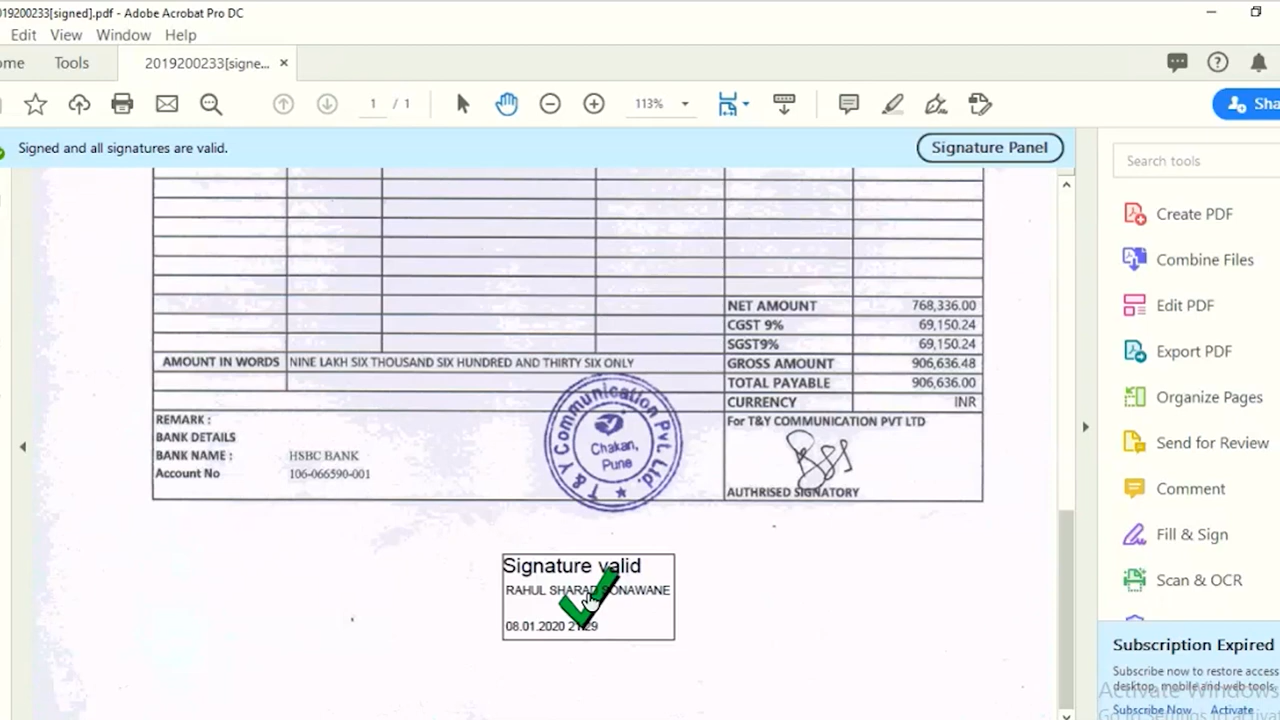 2019200233[signed].pdf - Adobe Acrobat Pro DC
Edit View Window Help
ome Tools 2019200233[signe... ×
1 / 1 113% Sha
Signed and all signatures are valid. Signature Panel
Search tools
Create PDF
Combine Files
Edit PDF
Export PDF
Organize Pages
Send for Review
Comment
Fill & Sign
Scan & OCR
NET AMOUNT 768,336.00
CGST 9% 69,150.24
SGST9% 69,150.24
AMOUNT IN WORDS NINE LAKH SIX THOUSAND SIX HUNDRED AND THIRTY SIX ONLY GROSS AMOUNT 906,636.48
TOTAL PAYABLE 906,636.00
CURRENCY INR
REMARK :
BANK DETAILS
BANK NAME : HSBC BANK
Account No 106-066590-001
T & Y Communication Pvt. Ltd.
Chakan,
Pune
For T&Y COMMUNICATION PVT LTD
AUTHRISED SIGNATORY
Signature valid
RAHUL SHARAD SONAWANE
08.01.2020 21:29
Subscription Expired
Subscribe now to restore access
desktop, mobile and web tools,
Subscribe Now Activate
Activate Windows